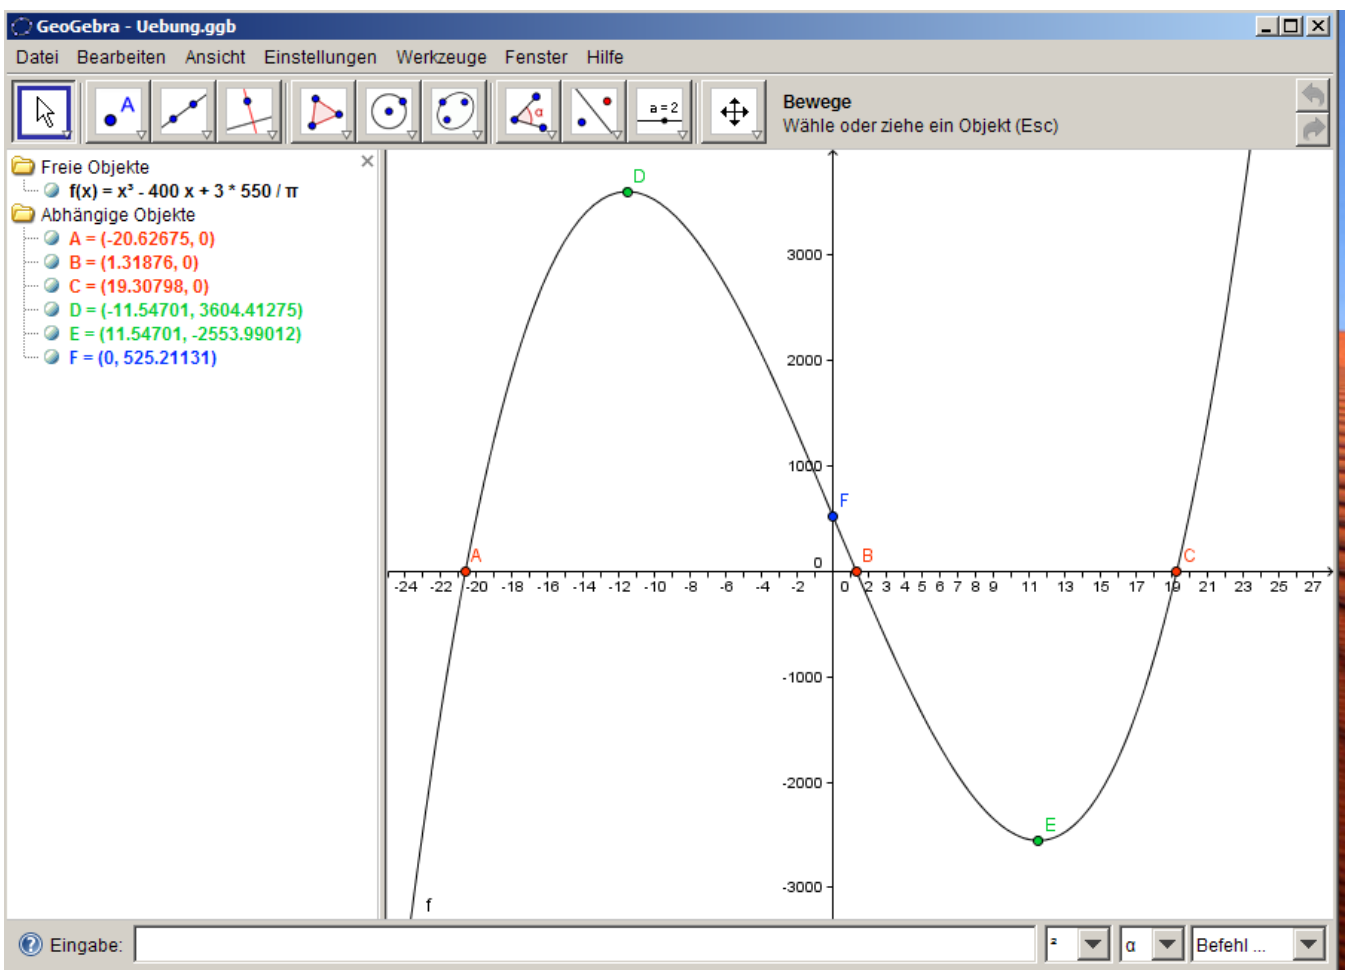 GeoGebra - Uebung.ggb
Datei Bearbeiten Ansicht Einstellungen Werkzeuge Fenster Hilfe
A
α
a = 2
Bewege
Wähle oder ziehe ein Objekt (Esc)
Freie Objekte
f(x) = x³ - 400 x + 3 * 550 / π
Abhängige Objekte
A = (-20.62675, 0)
B = (1.31876, 0)
C = (19.30798, 0)
D = (-11.54701, 3604.41275)
E = (11.54701, -2553.99012)
F = (0, 525.21131)
D
3000
2000
1000
F
0
A
B
C
-24 -22 -20 -18 -16 -14 -12 -10 -8 -6 -4 -2 0 2 3 4 5 6 7 8 9 11 13 15 17 19 21 23 25 27
-1000
-2000
E
-3000
f
Eingabe:
²
α
Befehl ...